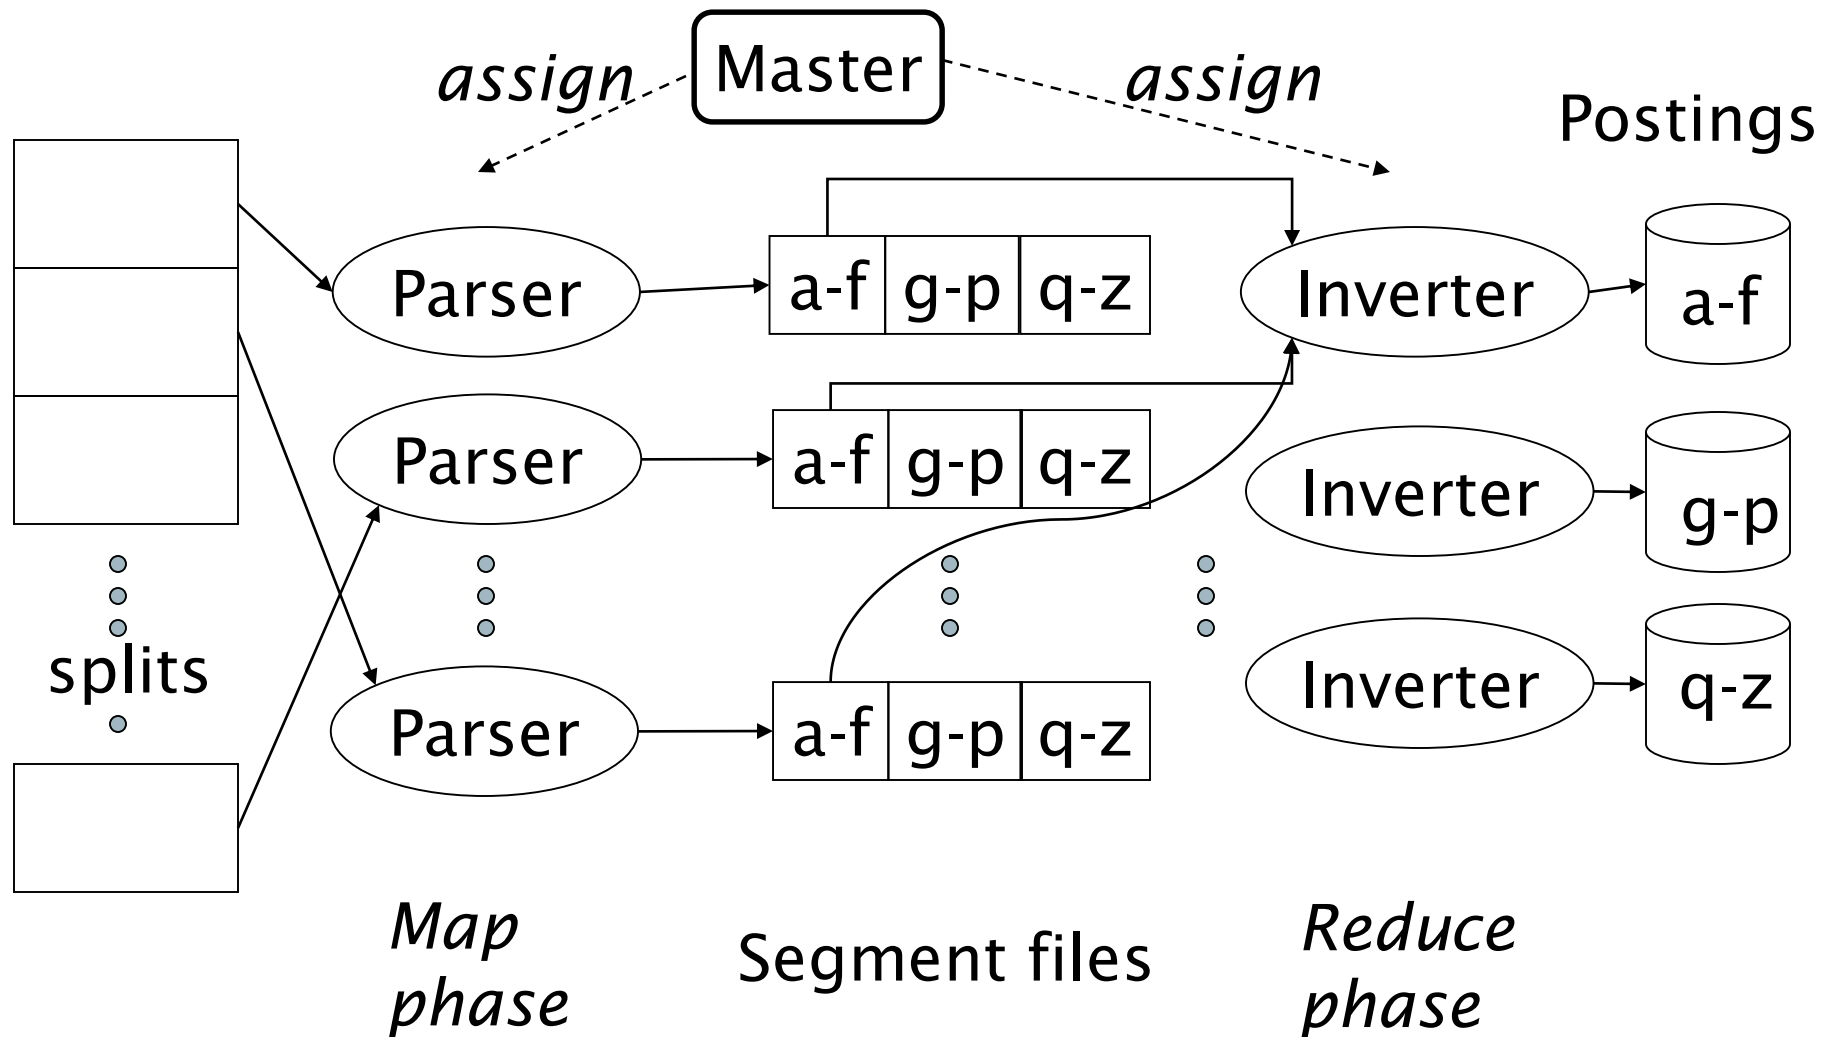 Master
assign
assign
Postings
Parser
a-f g-p q-z
Inverter
a-f
Parser
a-f g-p q-z
Inverter
g-p
splits
Parser
a-f g-p q-z
Inverter
q-z
Map
phase
Segment files
Reduce
phase